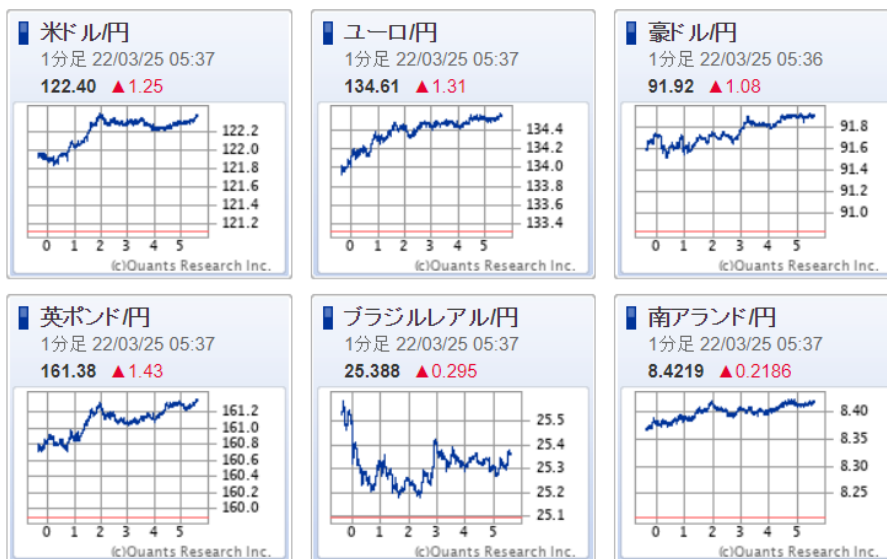 米ドル/円
1分足 22/03/25 05:37
122.40 ▲1.25
122.2
122.0
121.8
121.6
121.4
121.2
0 1 2 3 4 5
(c)Quants Research Inc.
ユーロ/円
1分足 22/03/25 05:37
134.61 ▲1.31
134.4
134.2
134.0
133.8
133.6
133.4
0 1 2 3 4 5
(c)Quants Research Inc.
豪ドル/円
1分足 22/03/25 05:36
91.92 ▲1.08
91.8
91.6
91.4
91.2
91.0
0 1 2 3 4 5
(c)Quants Research Inc.
英ポンド/円
1分足 22/03/25 05:37
161.38 ▲1.43
161.2
161.0
160.8
160.6
160.4
160.2
160.0
0 1 2 3 4 5
(c)Quants Research Inc.
ブラジルレアル/円
1分足 22/03/25 05:37
25.388 ▲0.295
25.5
25.4
25.3
25.2
25.1
0 1 2 3 4 5
(c)Quants Research Inc.
南アランド/円
1分足 22/03/25 05:37
8.4219 ▲0.2186
8.40
8.35
8.30
8.25
0 1 2 3 4 5
(c)Quants Research Inc.